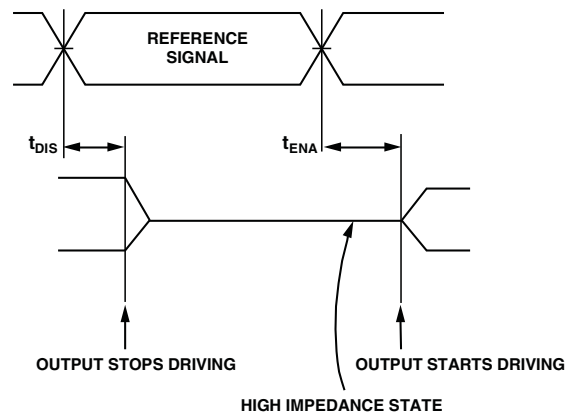 REFERENCE
SIGNAL
tDIS
tENA
OUTPUT STOPS DRIVING
OUTPUT STARTS DRIVING
HIGH IMPEDANCE STATE